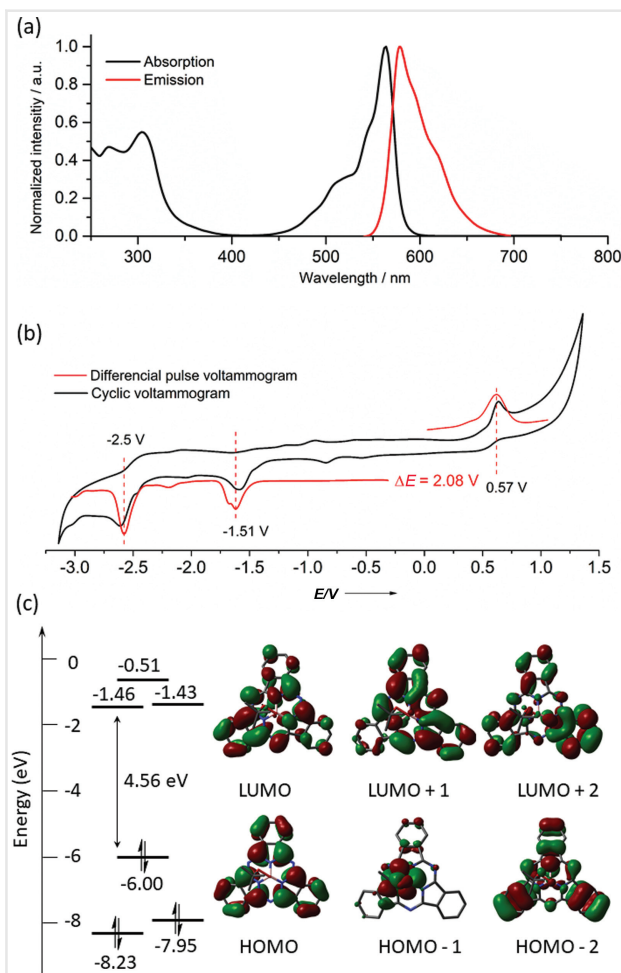 (a)
Normalized intensitiy / a.u.
1.0
0.8
0.6
0.4
0.2
0.0
Absorption
Emission
300 400 500 600 700 800
Wavelength / nm
(b)
Differencial pulse voltammogram
Cyclic voltammogram
-2.5 V
-1.51 V
ΔE = 2.08 V
0.57 V
-3.0 -2.5 -2.0 -1.5 -1.0 -0.5 0.0 0.5 1.0 1.5
E/V
(c)
Energy (eV)
0
-2
-4
-6
-8
-0.51
-1.46 -1.43
4.56 eV
-6.00
-7.95
-8.23
LUMO LUMO + 1 LUMO + 2
HOMO HOMO - 1 HOMO - 2